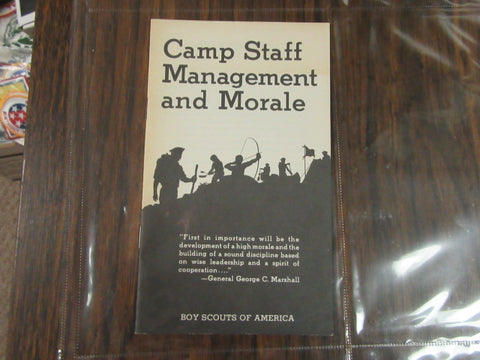 Camp Staff
Management
and Morale
"First in importance will be the
development of a high morale and the
building of a sound discipline based
on wise leadership and a spirit of
cooperation...."
—General George C. Marshall
BOY SCOUTS OF AMERICA